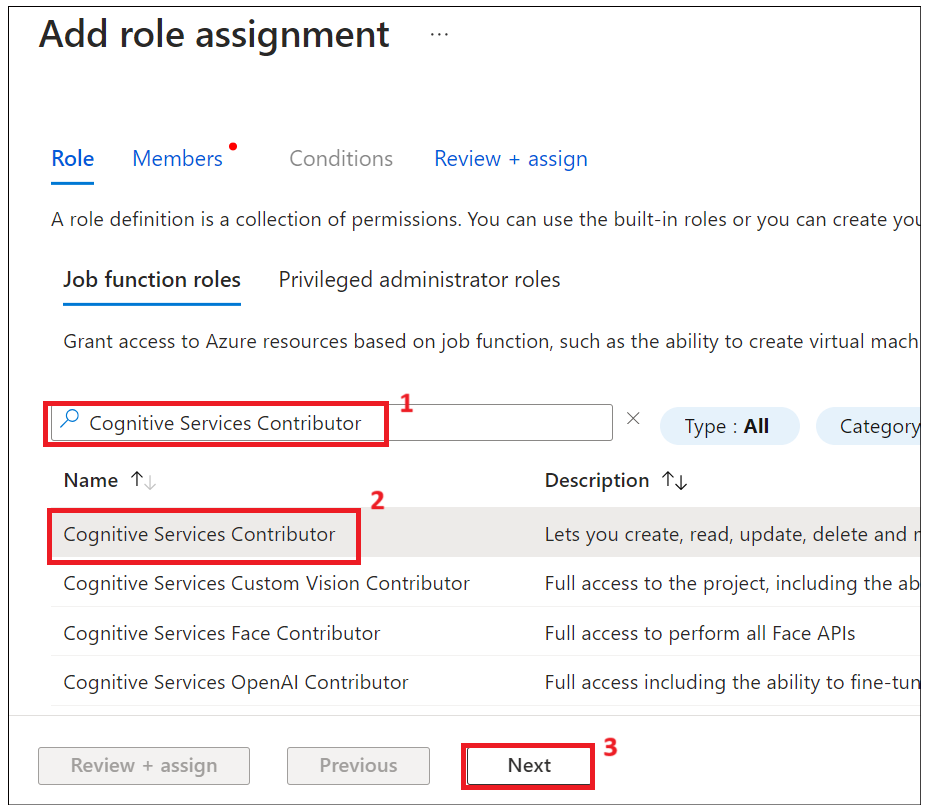 Add role assignment ...
Role Members Conditions Review + assign
A role definition is a collection of permissions. You can use the built-in roles or you can create you
Job function roles Privileged administrator roles
Grant access to Azure resources based on job function, such as the ability to create virtual mach
Cognitive Services Contributor 1 Type : All Category
Name ↑↓ Description ↑↓
2
Cognitive Services Contributor Lets you create, read, update, delete and
Cognitive Services Custom Vision Contributor Full access to the project, including the ab
Cognitive Services Face Contributor Full access to perform all Face APIs
Cognitive Services OpenAI Contributor Full access including the ability to fine-tun
Review + assign Previous Next 3